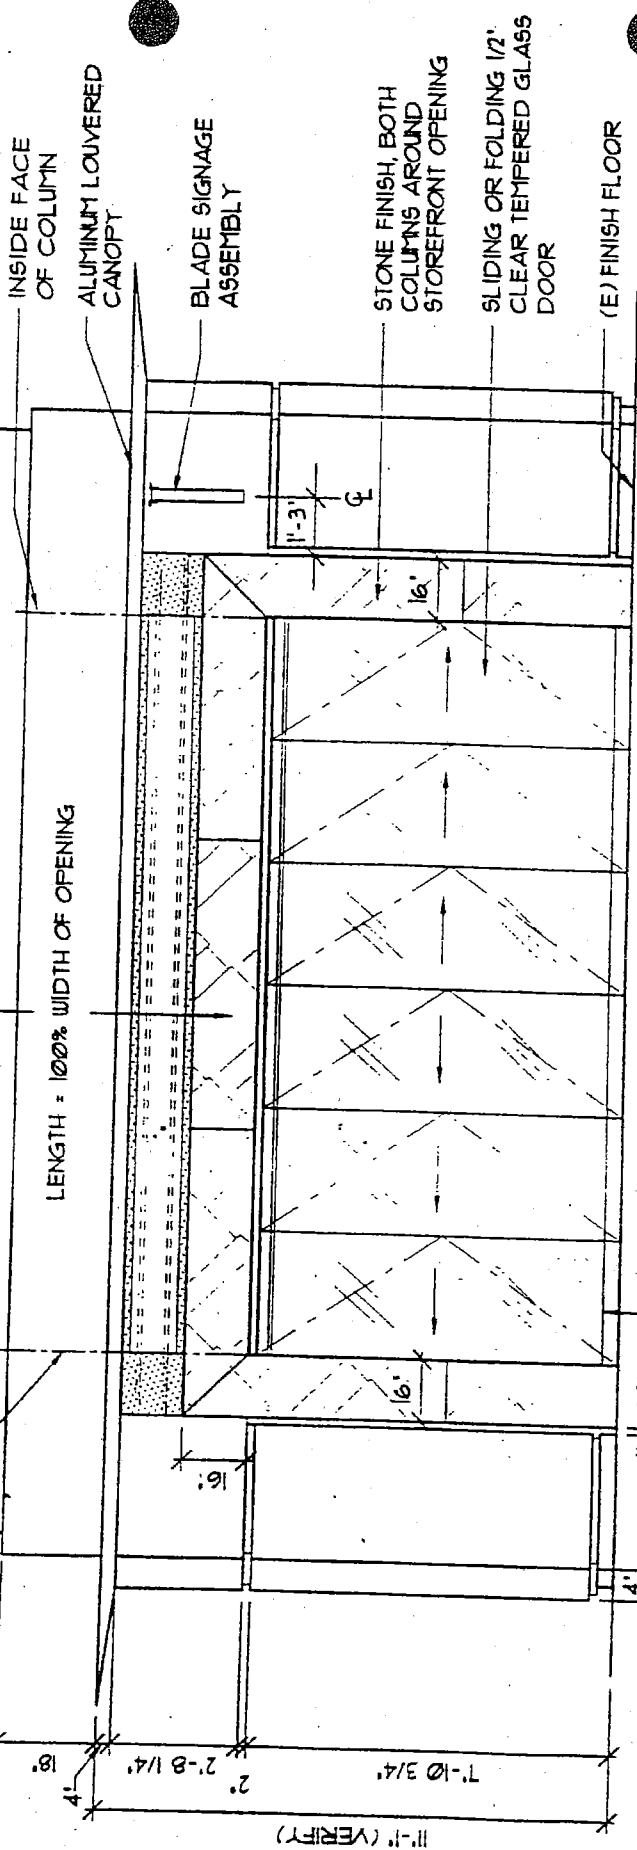 INSIDE FACE
OF COLUMN
ALUMINUM LOUVERED
CANOPY
BLADE SIGNAGE
ASSEMBLY
STONE FINISH, BOTH
COLUMNS AROUND
STOREFRONT OPENING
SLIDING OR FOLDING 1/2"
CLEAR TEMPERED GLASS
DOOR
(E) FINISH FLOOR
LENGTH = 100% WIDTH OF OPENING
1'-3"
CL
16"
16"
16"
18"
4"
2'-8 1/4"
2"
7'-10 3/4"
11'-1" (VERIFY)
4"